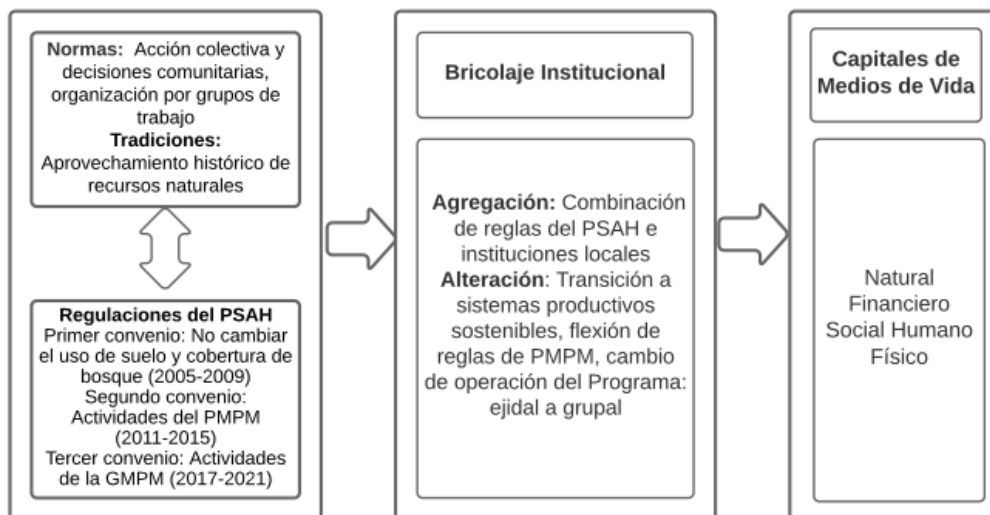 Normas: Acción colectiva y
decisiones comunitarias,
organización por grupos de
trabajo
Tradiciones:
Aprovechamiento histórico de
recursos naturales
Regulaciones del PSAH
Primer convenio: No cambiar
el uso de suelo y cobertura de
bosque (2005-2009)
Segundo convenio:
Actividades del PMPM
(2011-2015)
Tercer convenio: Actividades
de la GMPM (2017-2021)
Bricolaje Institucional
Agregación: Combinación
de reglas del PSAH e
instituciones locales
Alteración: Transición a
sistemas productivos
sostenibles, flexión de
reglas de PMPM, cambio
de operación del Programa:
ejidal a grupal
Capitales de
Medios de Vida
Natural
Financiero
Social Humano
Físico